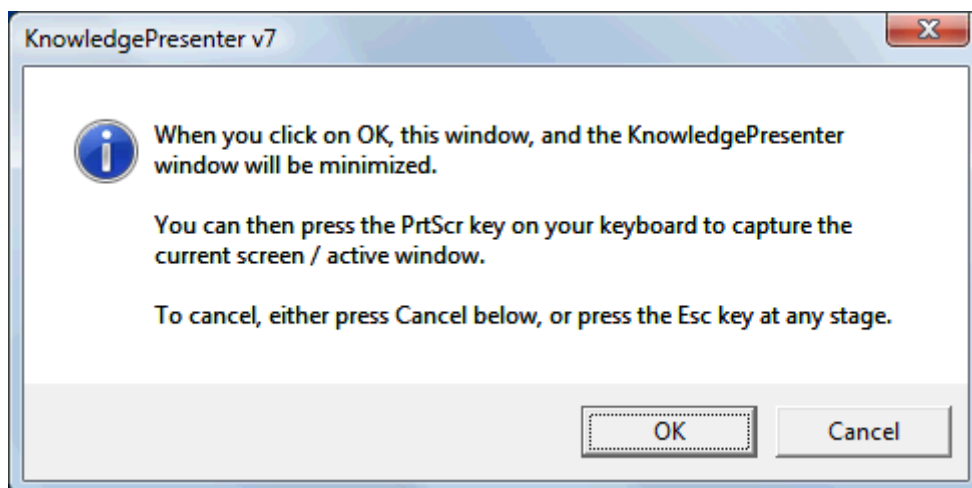 KnowledgePresenter v7
When you click on OK, this window, and the KnowledgePresenter
window will be minimized.
You can then press the PrtScr key on your keyboard to capture the
current screen / active window.
To cancel, either press Cancel below, or press the Esc key at any stage.
OK
Cancel